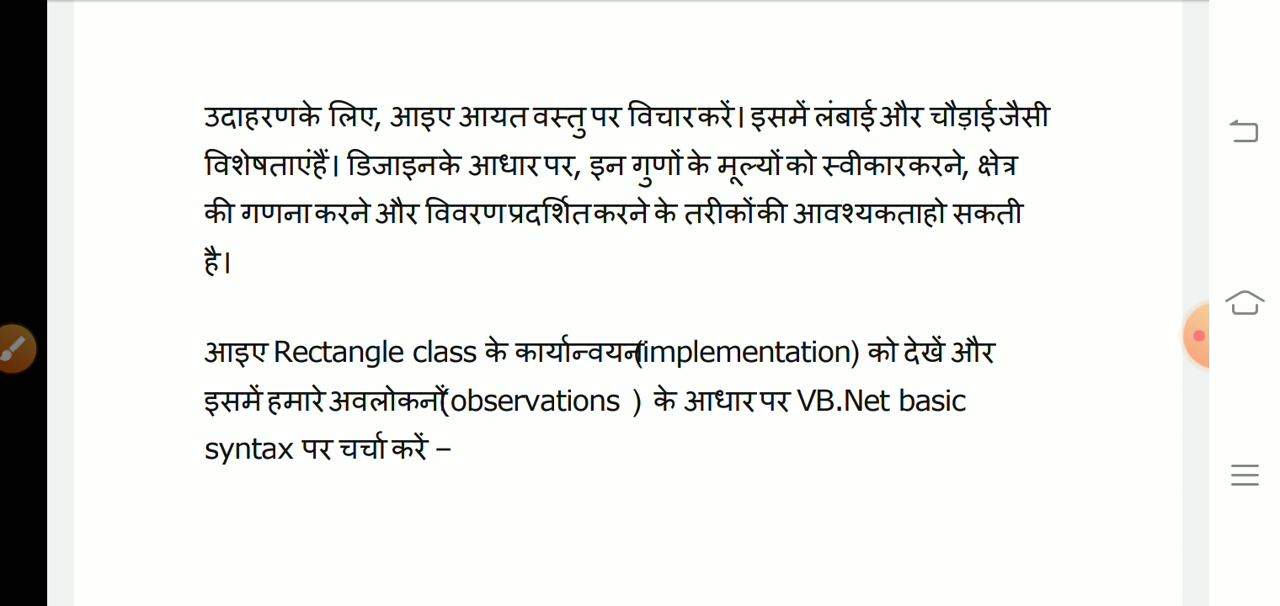 उदाहरणके लिए, आइए आयत वस्तु पर विचार करें। इसमें लंबाई और चौड़ाई जैसी
विशेषताएं हैं। डिजाइनके आधार पर, इन गुणों के मूल्यों को स्वीकार करने, क्षेत्र
की गणना करने और विवरण प्रदर्शित करने के तरीकों की आवश्यकता हो सकती
है।
आइए Rectangle class के कार्यान्वयन(implementation) को देखें और
इसमें हमारे अवलोकनों(observations ) के आधार पर VB.Net basic
syntax पर चर्चा करें –